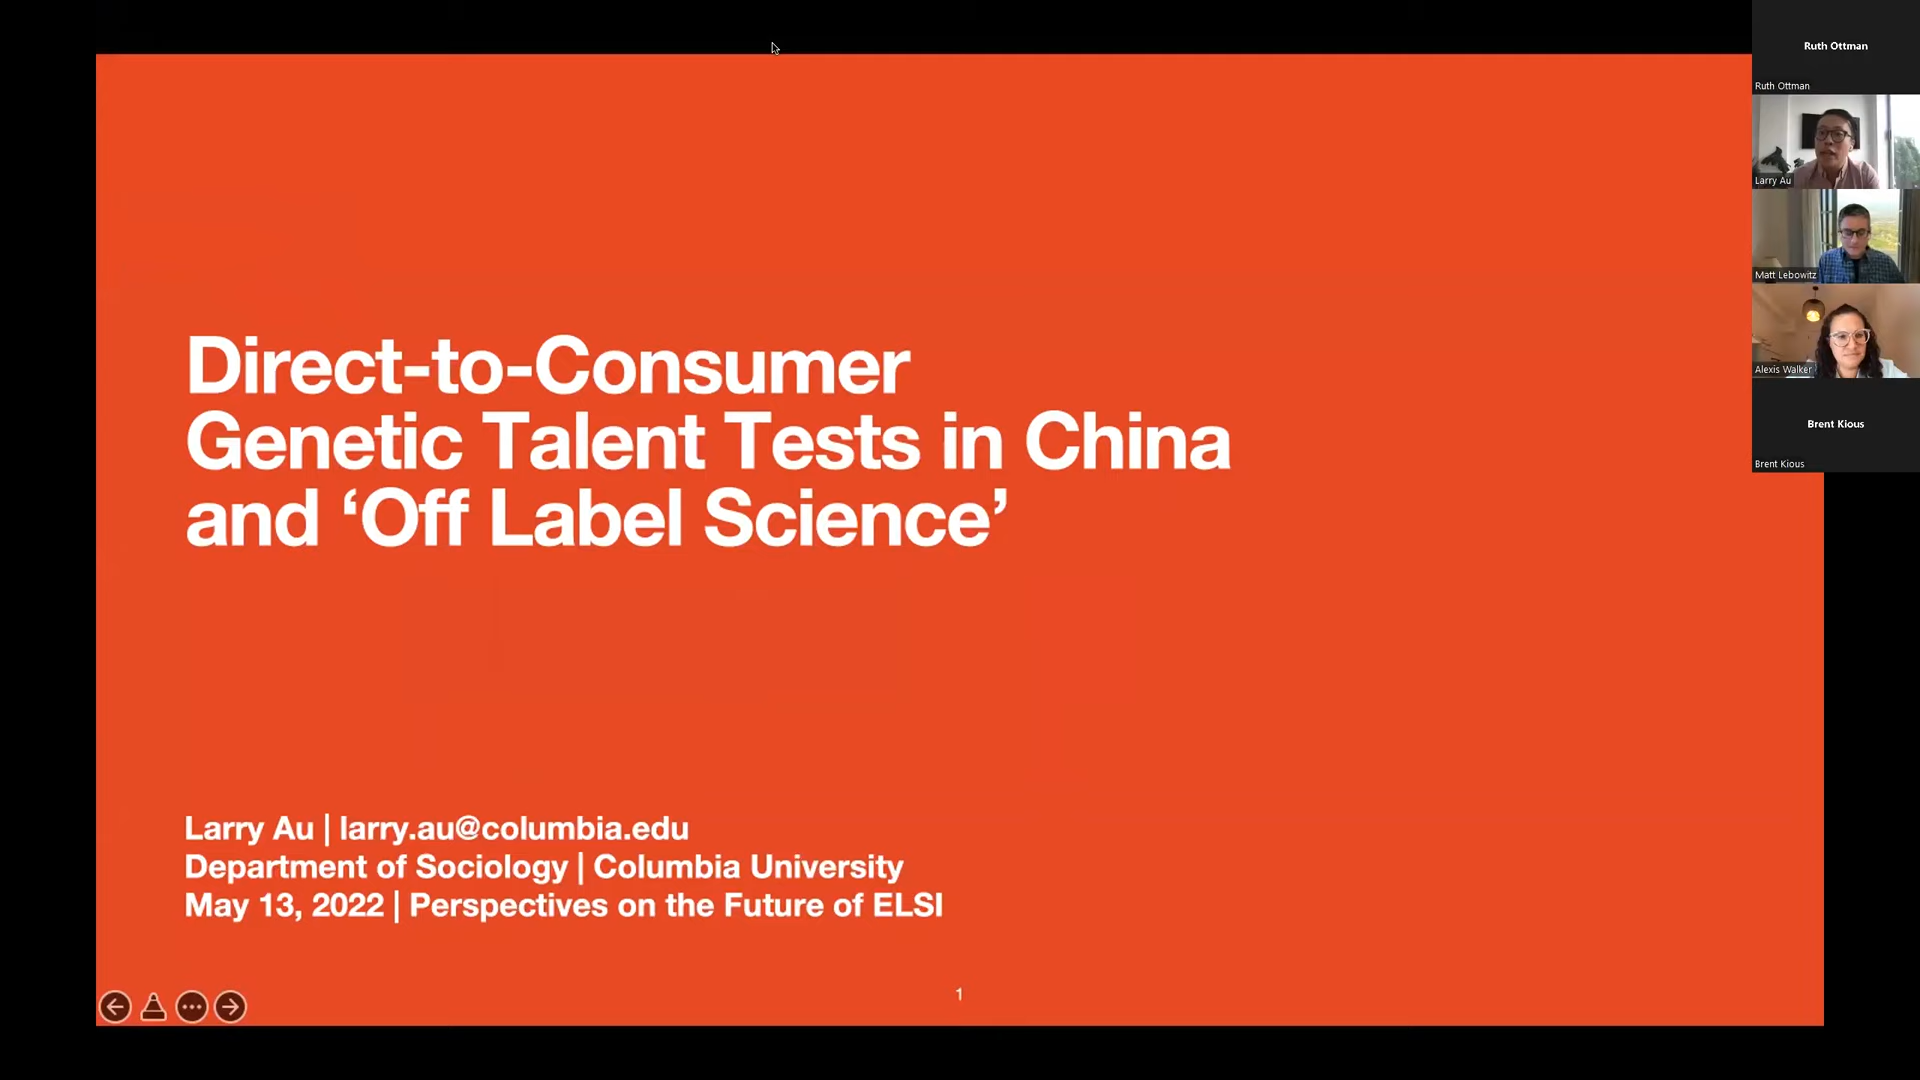 Direct-to-Consumer
Genetic Talent Tests in China
and ‘Off Label Science’
Larry Au | larry.au@columbia.edu
Department of Sociology | Columbia University
May 13, 2022 | Perspectives on the Future of ELSI
1
Ruth Ottman
Ruth Ottman
Larry Au
Matt Lebowitz
Alexis Walker
Brent Kious
Brent Kious